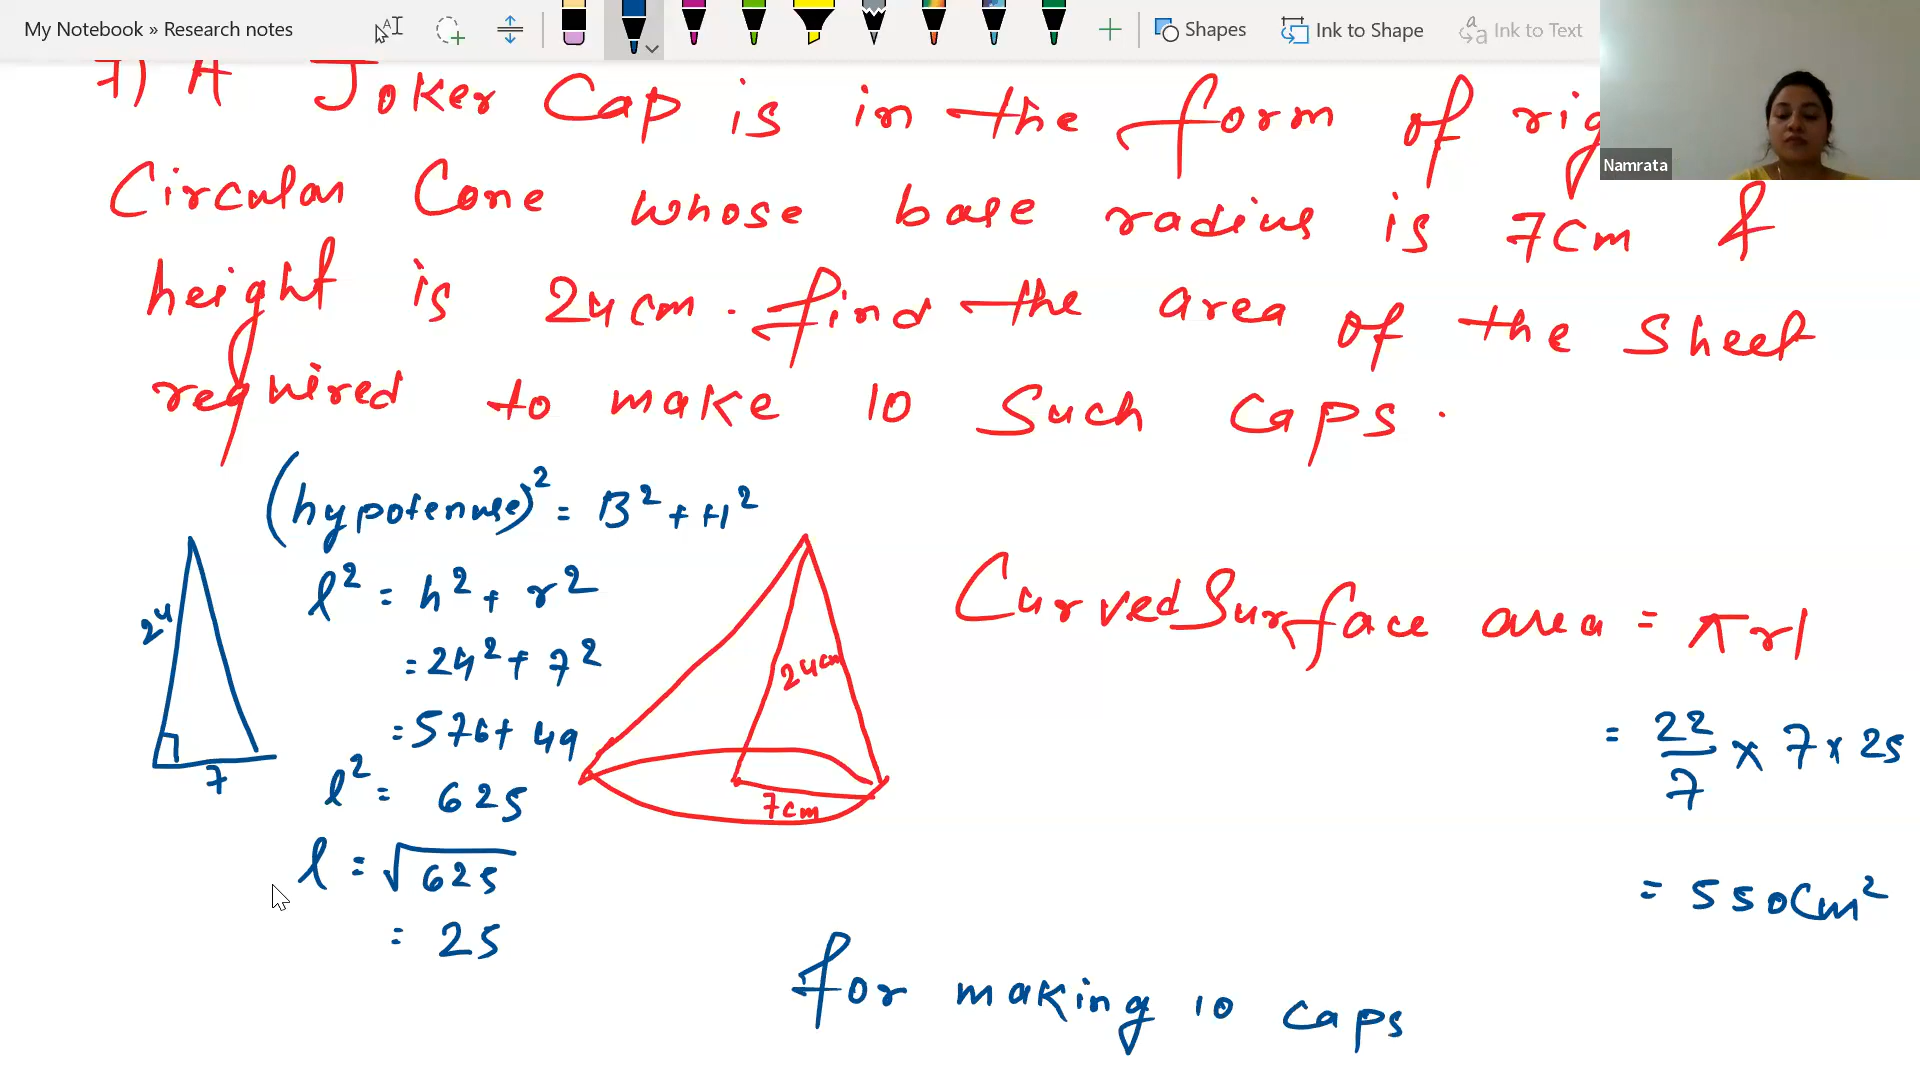 My Notebook » Research notes
Shapes
Ink to Shape
Ink to Text
Namrata
7) A Joker Cap is in the form of rig
Circular Cone whose base radius is 7cm &
height is 24cm. find the area of the sheet
required to make 10 such caps.
(hypotenuse)² = B² + H²
l² = h² + r²
= 24² + 7²
= 576 + 49
l² = 625
l = √625
= 25
24
7
24cm
7cm
Curved Surface area = πrl
= 22/7 × 7 × 25
= 550cm²
for making 10 caps